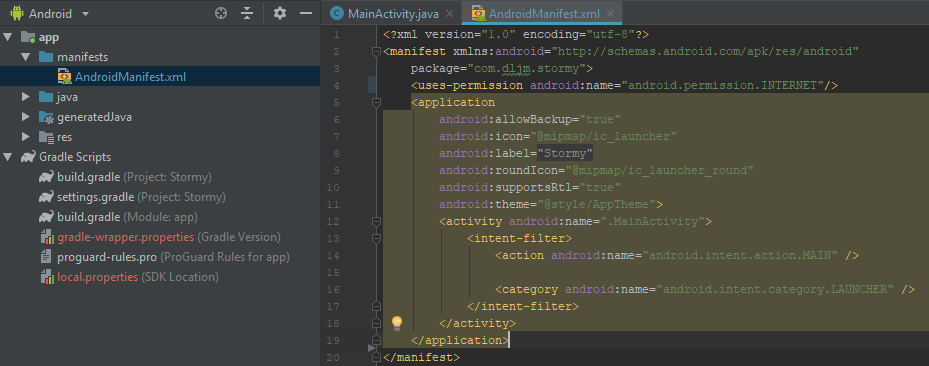 Android
app
manifests
AndroidManifest.xml
java
generatedJava
res
Gradle Scripts
build.gradle (Project: Stormy)
settings.gradle (Project: Stormy)
build.gradle (Module: app)
gradle-wrapper.properties (Gradle Version)
proguard-rules.pro (ProGuard Rules for app)
local.properties (SDK Location)
MainActivity.java
AndroidManifest.xml
1 <?xml version="1.0" encoding="utf-8"?>
2 <manifest xmlns:android="http://schemas.android.com/apk/res/android"
3 package="com.dljm.stormy">
4 <uses-permission android:name="android.permission.INTERNET"/>
5 <application
6 android:allowBackup="true"
7 android:icon="@mipmap/ic_launcher"
8 android:label="Stormy"
9 android:roundIcon="@mipmap/ic_launcher_round"
10 android:supportsRtl="true"
11 android:theme="@style/AppTheme">
12 <activity android:name=".MainActivity">
13 <intent-filter>
14 <action android:name="android.intent.action.MAIN" />
15
16 <category android:name="android.intent.category.LAUNCHER" />
17 </intent-filter>
18 </activity>
19 </application>
20 </manifest>